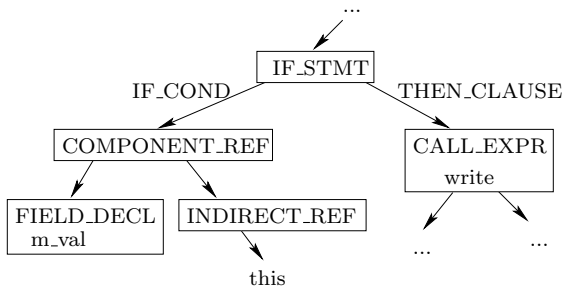 ...
IF_STMT
IF_COND
THEN_CLAUSE
COMPONENT_REF
CALL_EXPR
write
FIELD_DECL
m_val
INDIRECT_REF
...
...
this